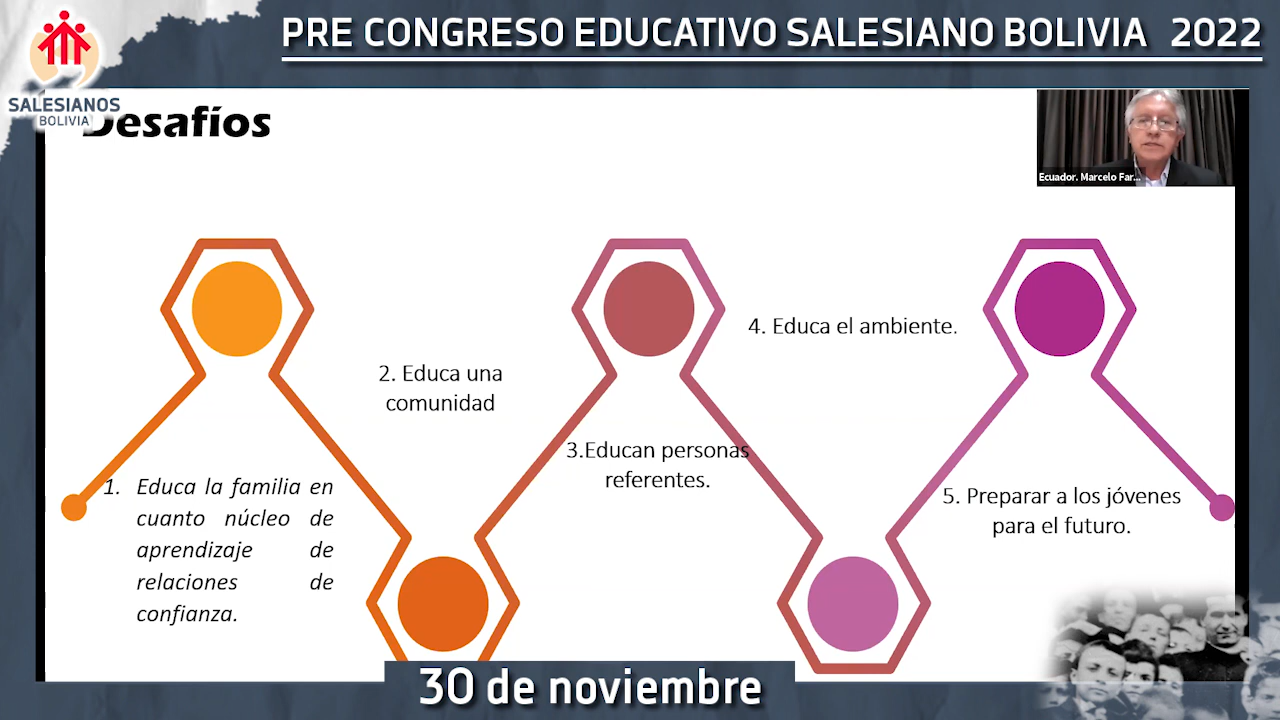 PRE CONGRESO EDUCATIVO SALESIANO BOLIVIA 2022
SALESIANOS
BOLIVIA
Desafíos
Ecuador. Marcelo Far...
4. Educa el ambiente.
2. Educa una
comunidad
3.Educan personas
referentes.
1. Educa la familia en
cuanto núcleo de
aprendizaje de
relaciones de
confianza.
5. Preparar a los jóvenes
para el futuro.
30 de noviembre